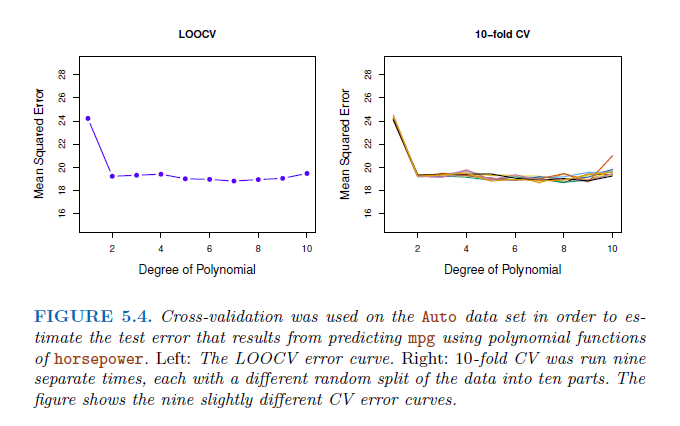 LOOCV
Mean Squared Error
28
26
24
22
20
18
16
2 4 6 8 10
Degree of Polynomial
10−fold CV
Mean Squared Error
28
26
24
22
20
18
16
2 4 6 8 10
Degree of Polynomial
FIGURE 5.4. Cross-validation was used on the Auto data set in order to es-
timate the test error that results from predicting mpg using polynomial functions
of horsepower. Left: The LOOCV error curve. Right: 10-fold CV was run nine
separate times, each with a different random split of the data into ten parts. The
figure shows the nine slightly different CV error curves.